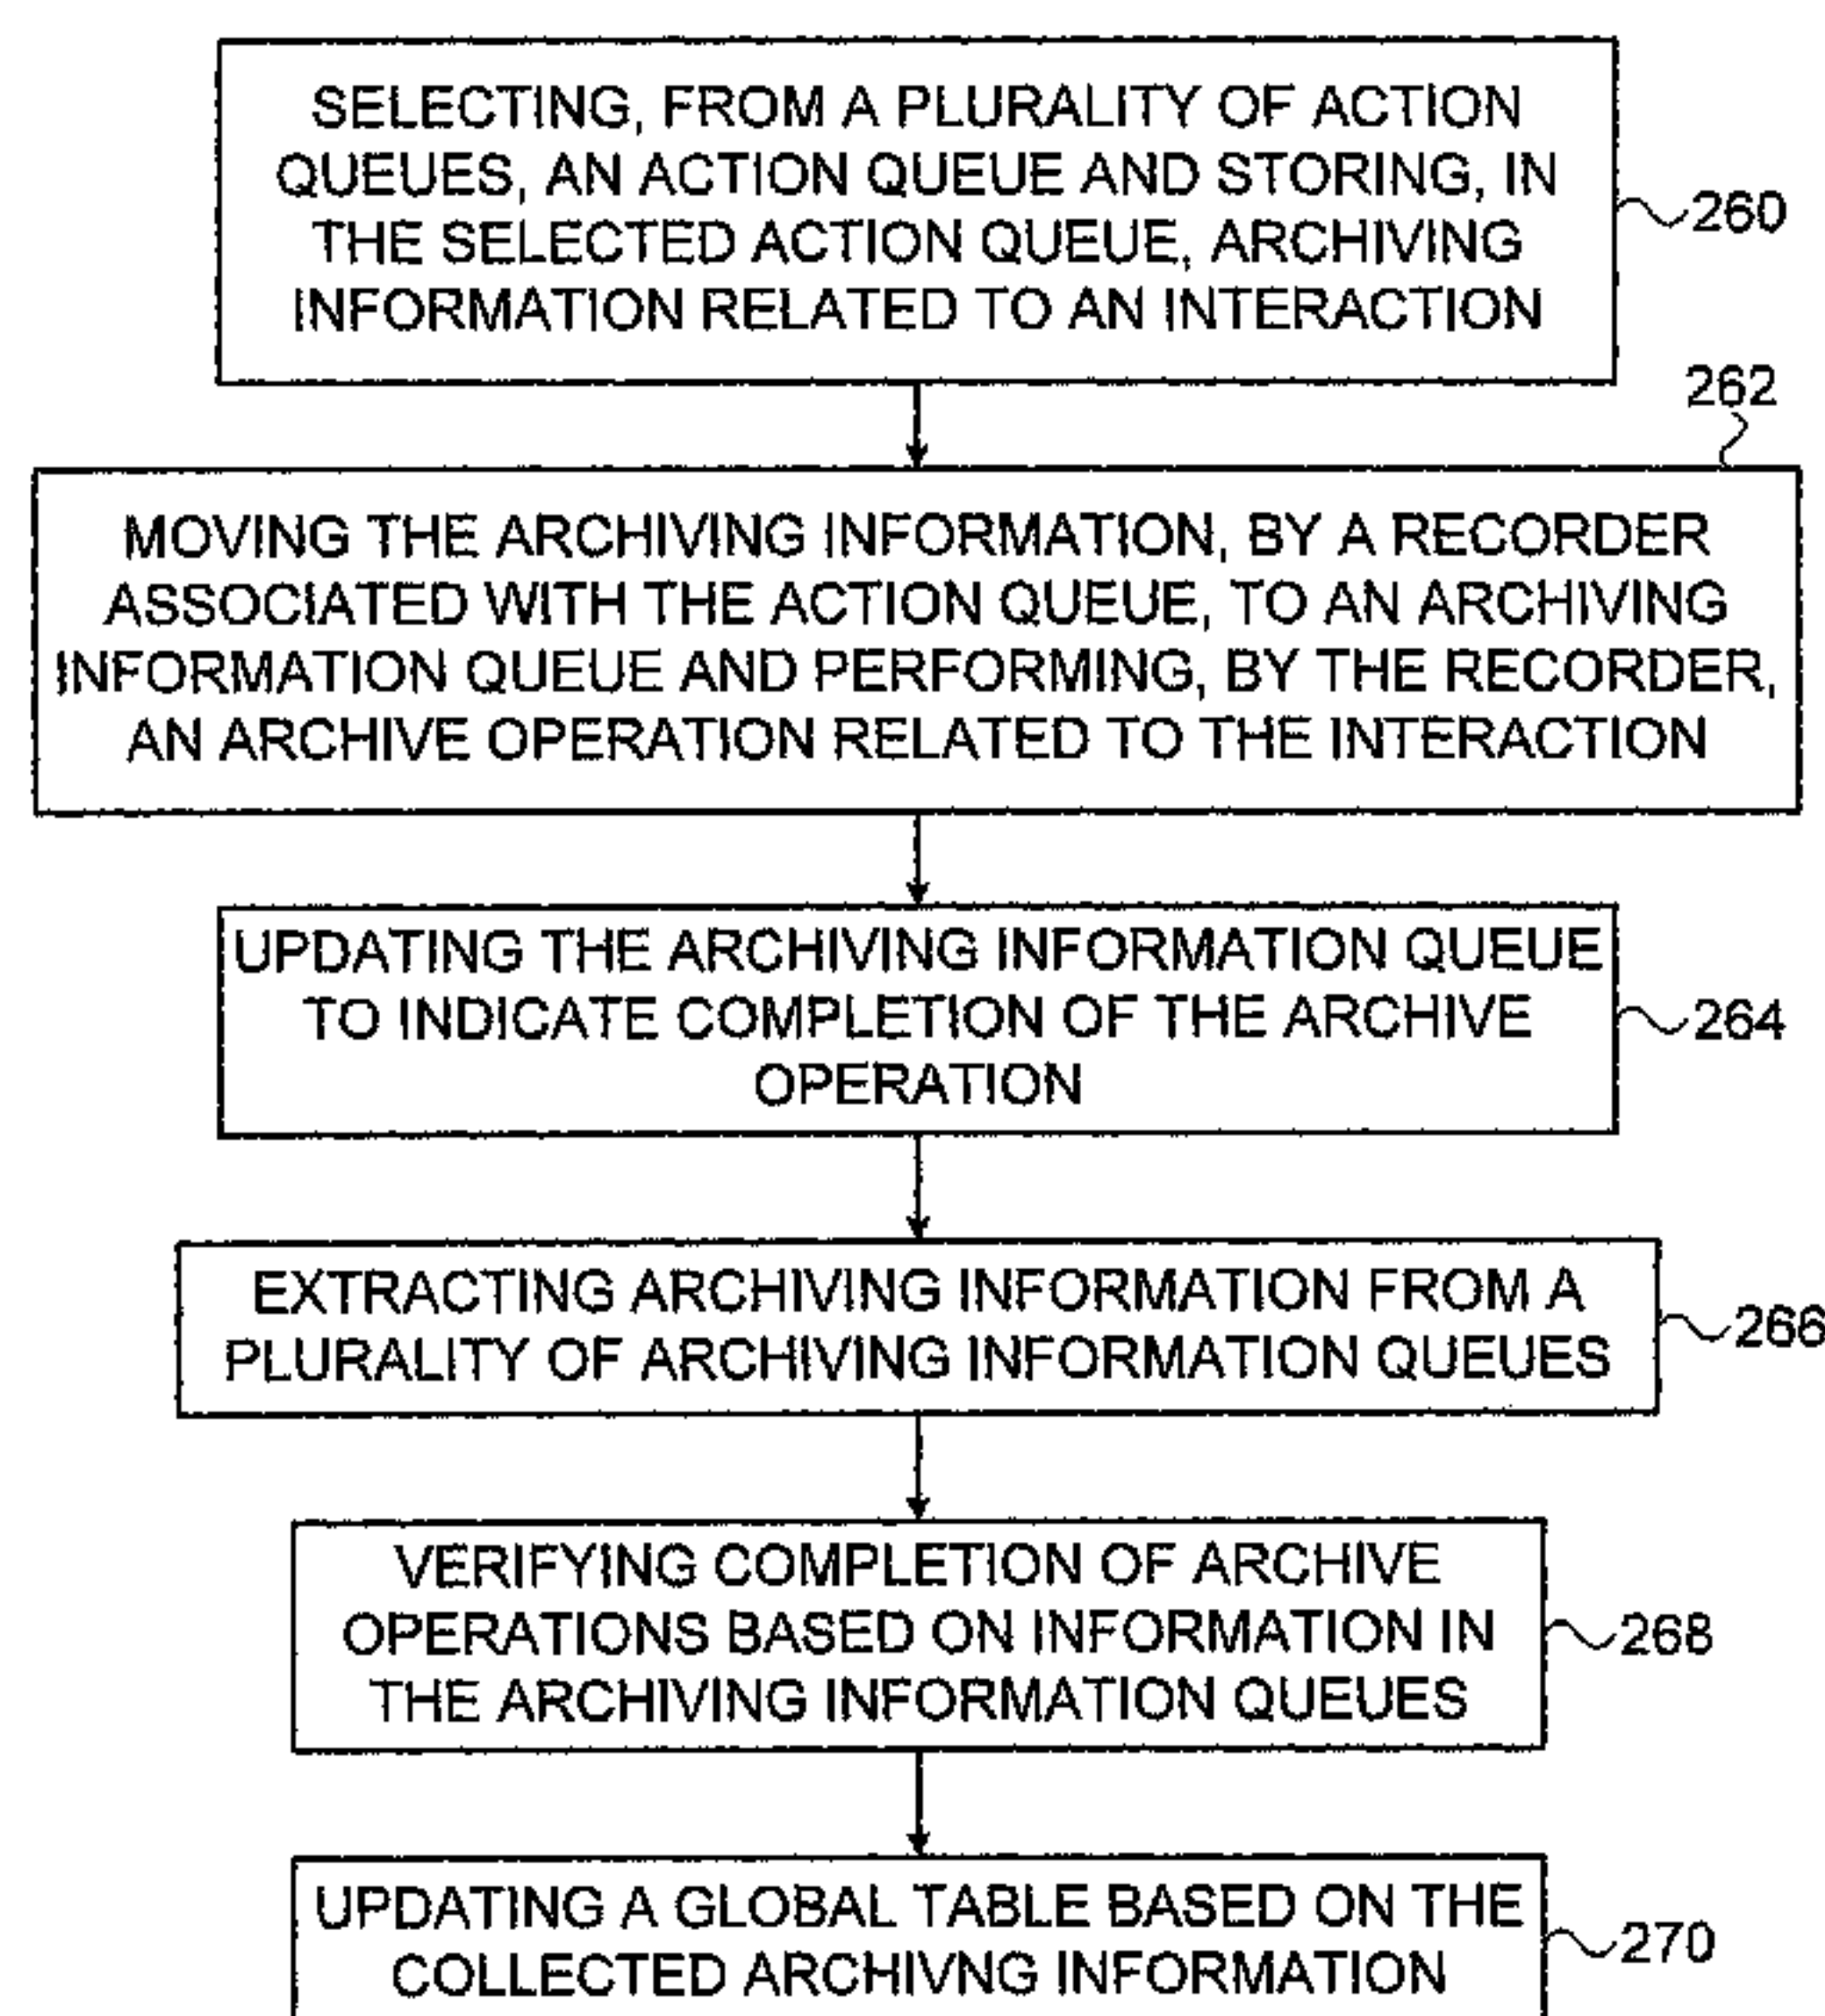 SELECTING, FROM A PLURALITY OF ACTION
QUEUES, AN ACTION QUEUE AND STORING, IN
THE SELECTED ACTION QUEUE, ARCHIVING
INFORMATION RELATED TO AN INTERACTION
260
262
MOVING THE ARCHIVING INFORMATION, BY A RECORDER
ASSOCIATED WITH THE ACTION QUEUE, TO AN ARCHIVING
INFORMATION QUEUE AND PERFORMING, BY THE RECORDER,
AN ARCHIVE OPERATION RELATED TO THE INTERACTION
UPDATING THE ARCHIVING INFORMATION QUEUE
TO INDICATE COMPLETION OF THE ARCHIVE
OPERATION
264
EXTRACTING ARCHIVING INFORMATION FROM A
PLURALITY OF ARCHIVING INFORMATION QUEUES
266
VERIFYING COMPLETION OF ARCHIVE
OPERATIONS BASED ON INFORMATION IN
THE ARCHIVING INFORMATION QUEUES
268
UPDATING A GLOBAL TABLE BASED ON THE
COLLECTED ARCHIVNG INFORMATION
270